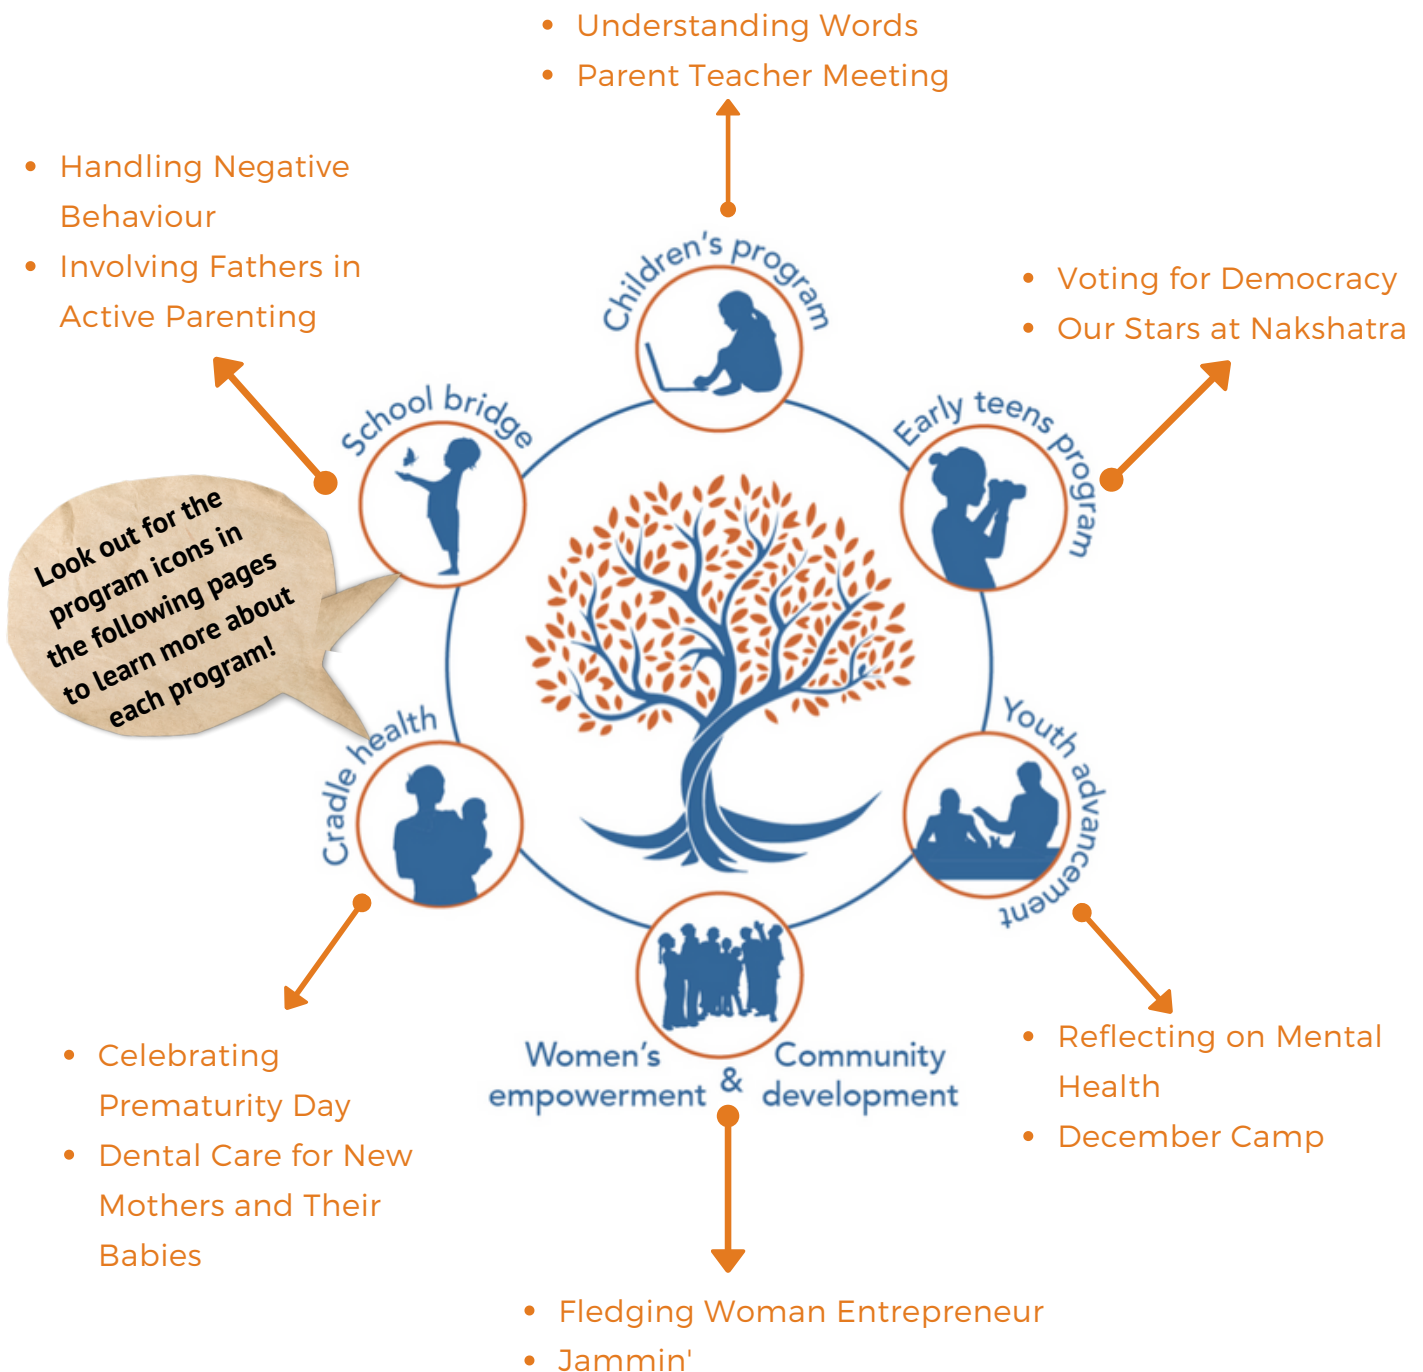 • Understanding Words
• Parent Teacher Meeting
• Handling Negative
Behaviour
• Involving Fathers in
Active Parenting
• Voting for Democracy
• Our Stars at Nakshatra
Children's program
School bridge
Early teens program
Look out for the
program icons in
the following pages
to learn more about
each program!
Cradle health
Youth advancement
Women's
empowerment
&
Community
development
• Celebrating
Prematurity Day
• Dental Care for New
Mothers and Their
Babies
• Reflecting on Mental
Health
• December Camp
• Fledging Woman Entrepreneur
• Jammin'